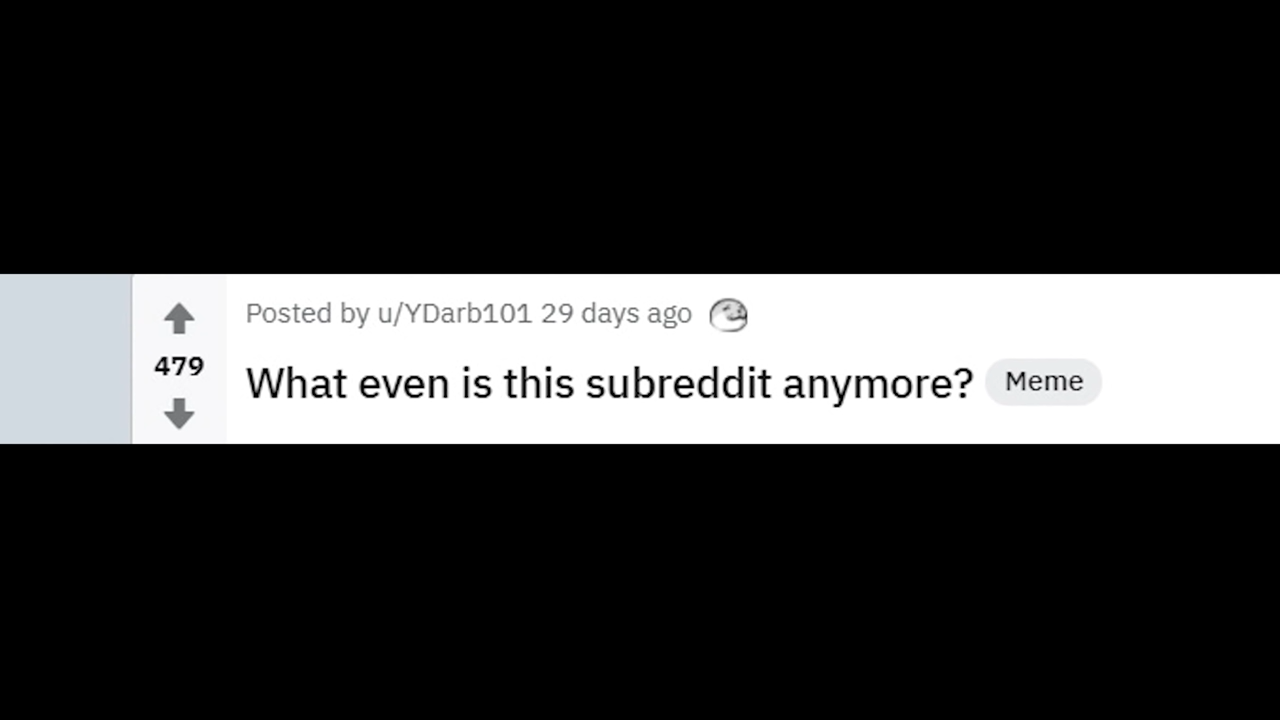 Posted by u/YDarb101 29 days ago
479
What even is this subreddit anymore? Meme